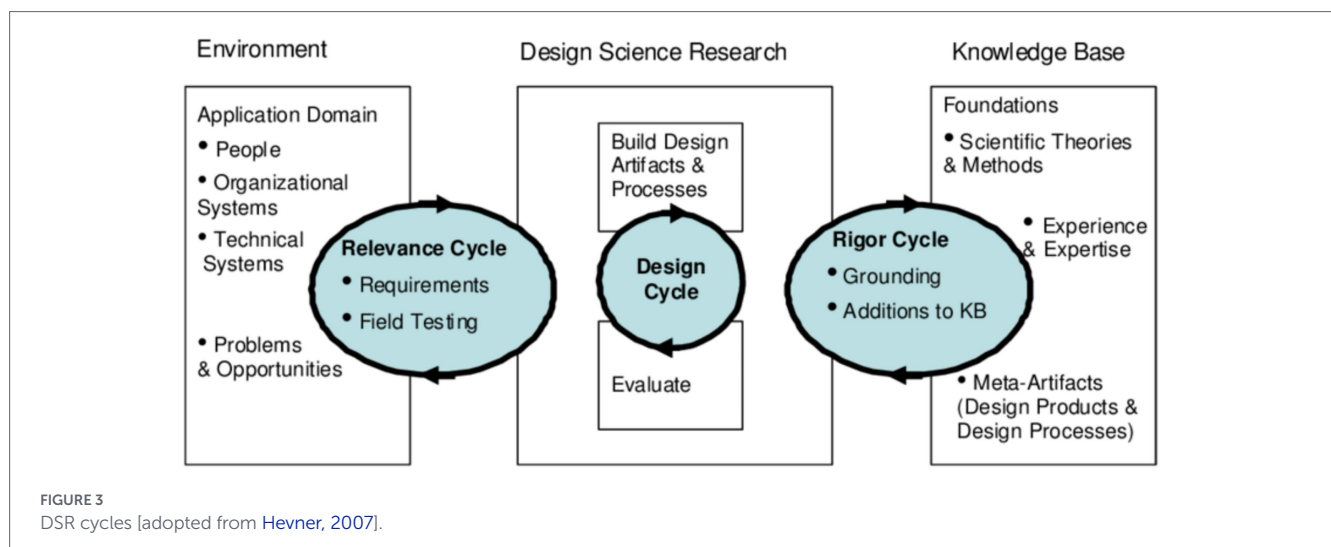 Environment
Application Domain
• People
• Organizational
Systems
• Technical
Systems
• Problems
& Opportunities
Relevance Cycle
• Requirements
• Field Testing
Design Science Research
Build Design
Artifacts &
Processes
Design
Cycle
Evaluate
Rigor Cycle
• Grounding
• Additions to KB
Knowledge Base
Foundations
• Scientific Theories
& Methods
• Experience
& Expertise
• Meta-Artifacts
(Design Products &
Design Processes)
FIGURE 3
DSR cycles [adopted from Hevner, 2007].